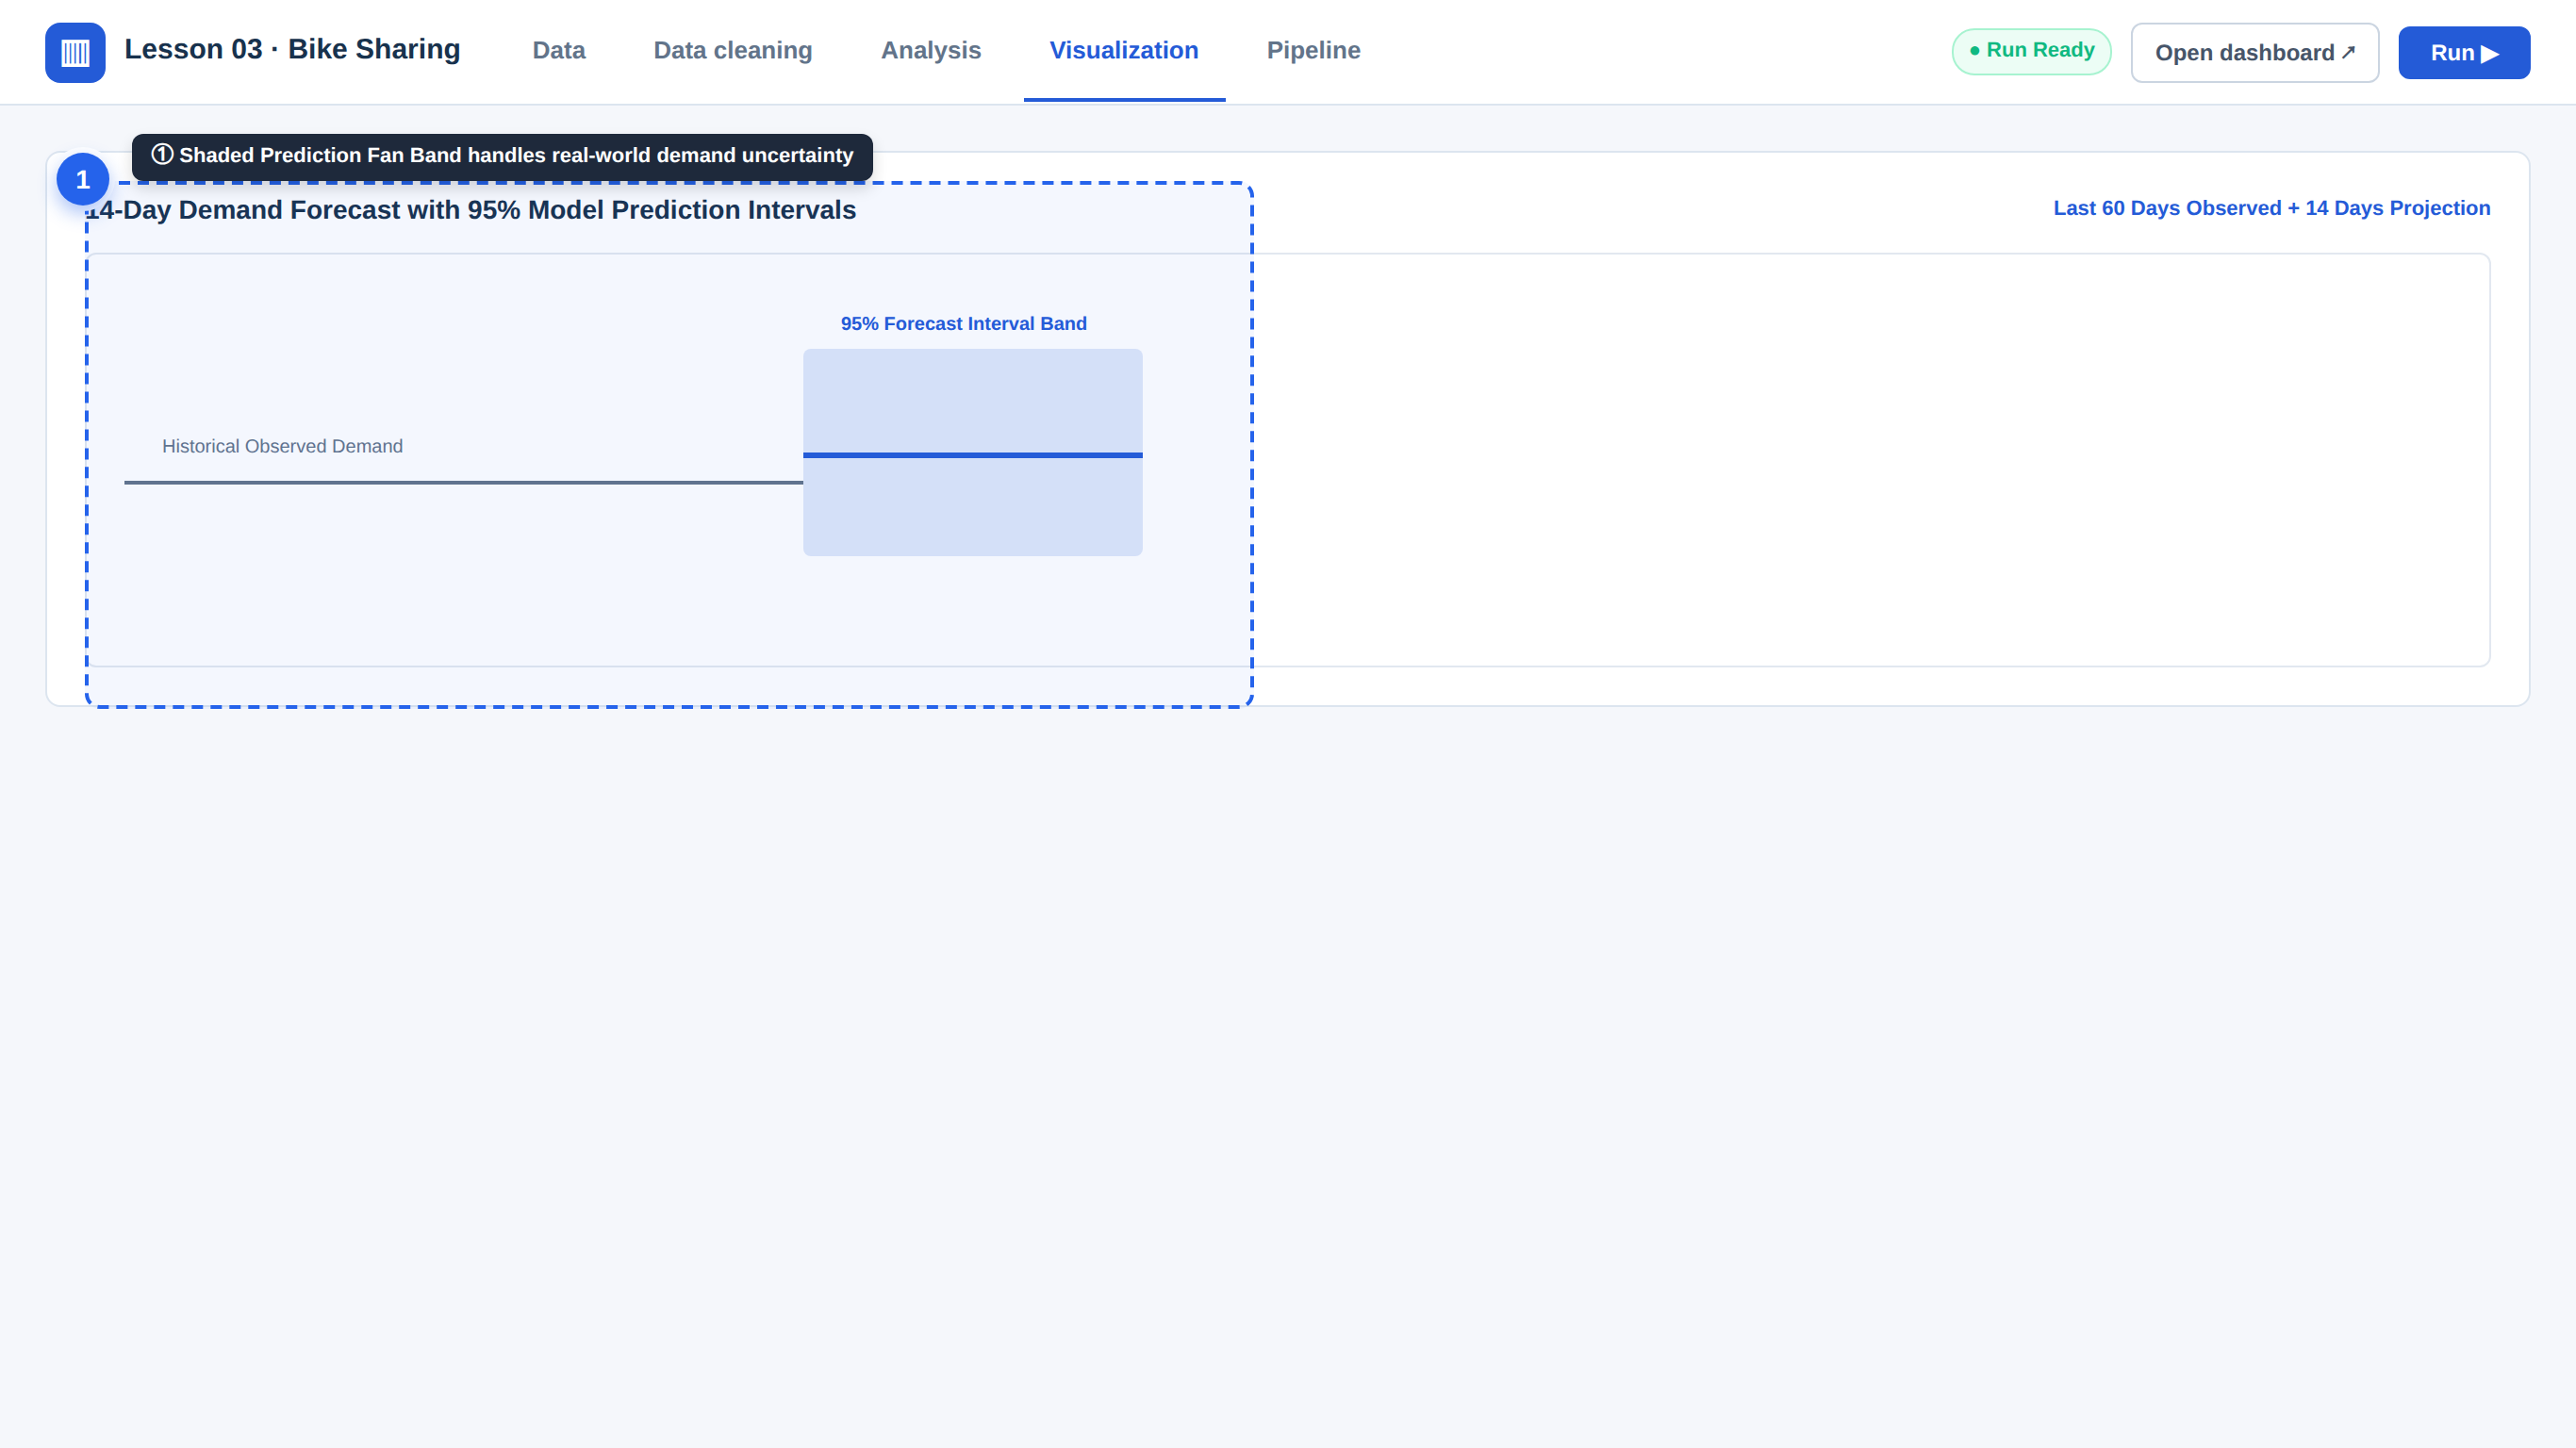 Lesson 03 · Bike Sharing
Data
Data cleaning
Analysis
Visualization
Pipeline
● Run Ready
Open dashboard ↗
Run ▶
① Shaded Prediction Fan Band handles real-world demand uncertainty
1
14-Day Demand Forecast with 95% Model Prediction Intervals
Last 60 Days Observed + 14 Days Projection
95% Forecast Interval Band
Historical Observed Demand